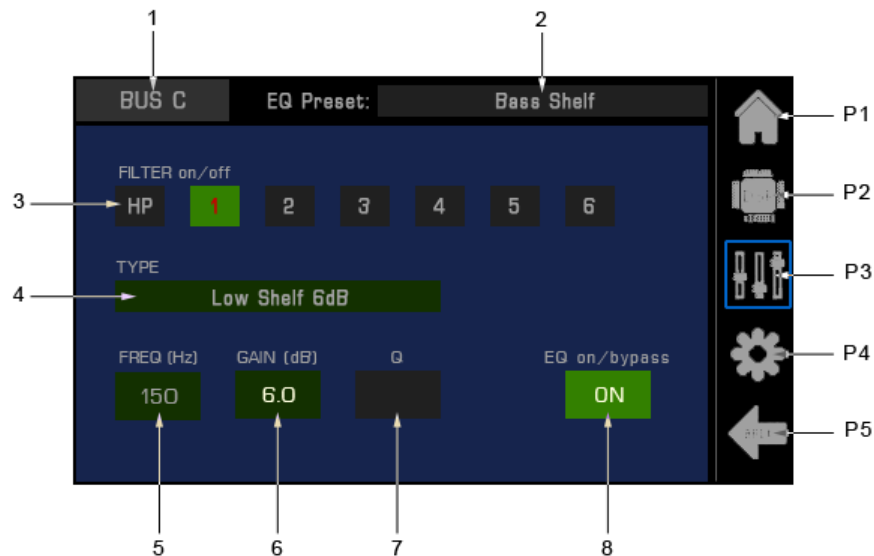 1
2
BUS C EQ Preset: Bass Shelf
P1
FILTER on/off
3 HP 1 2 3 4 5 6
P2
TYPE
4 Low Shelf 6dB
P3
FREQ (Hz) GAIN (dB) Q EQ on/bypass
P4
150 6.0 ON
P5
5 6 7 8